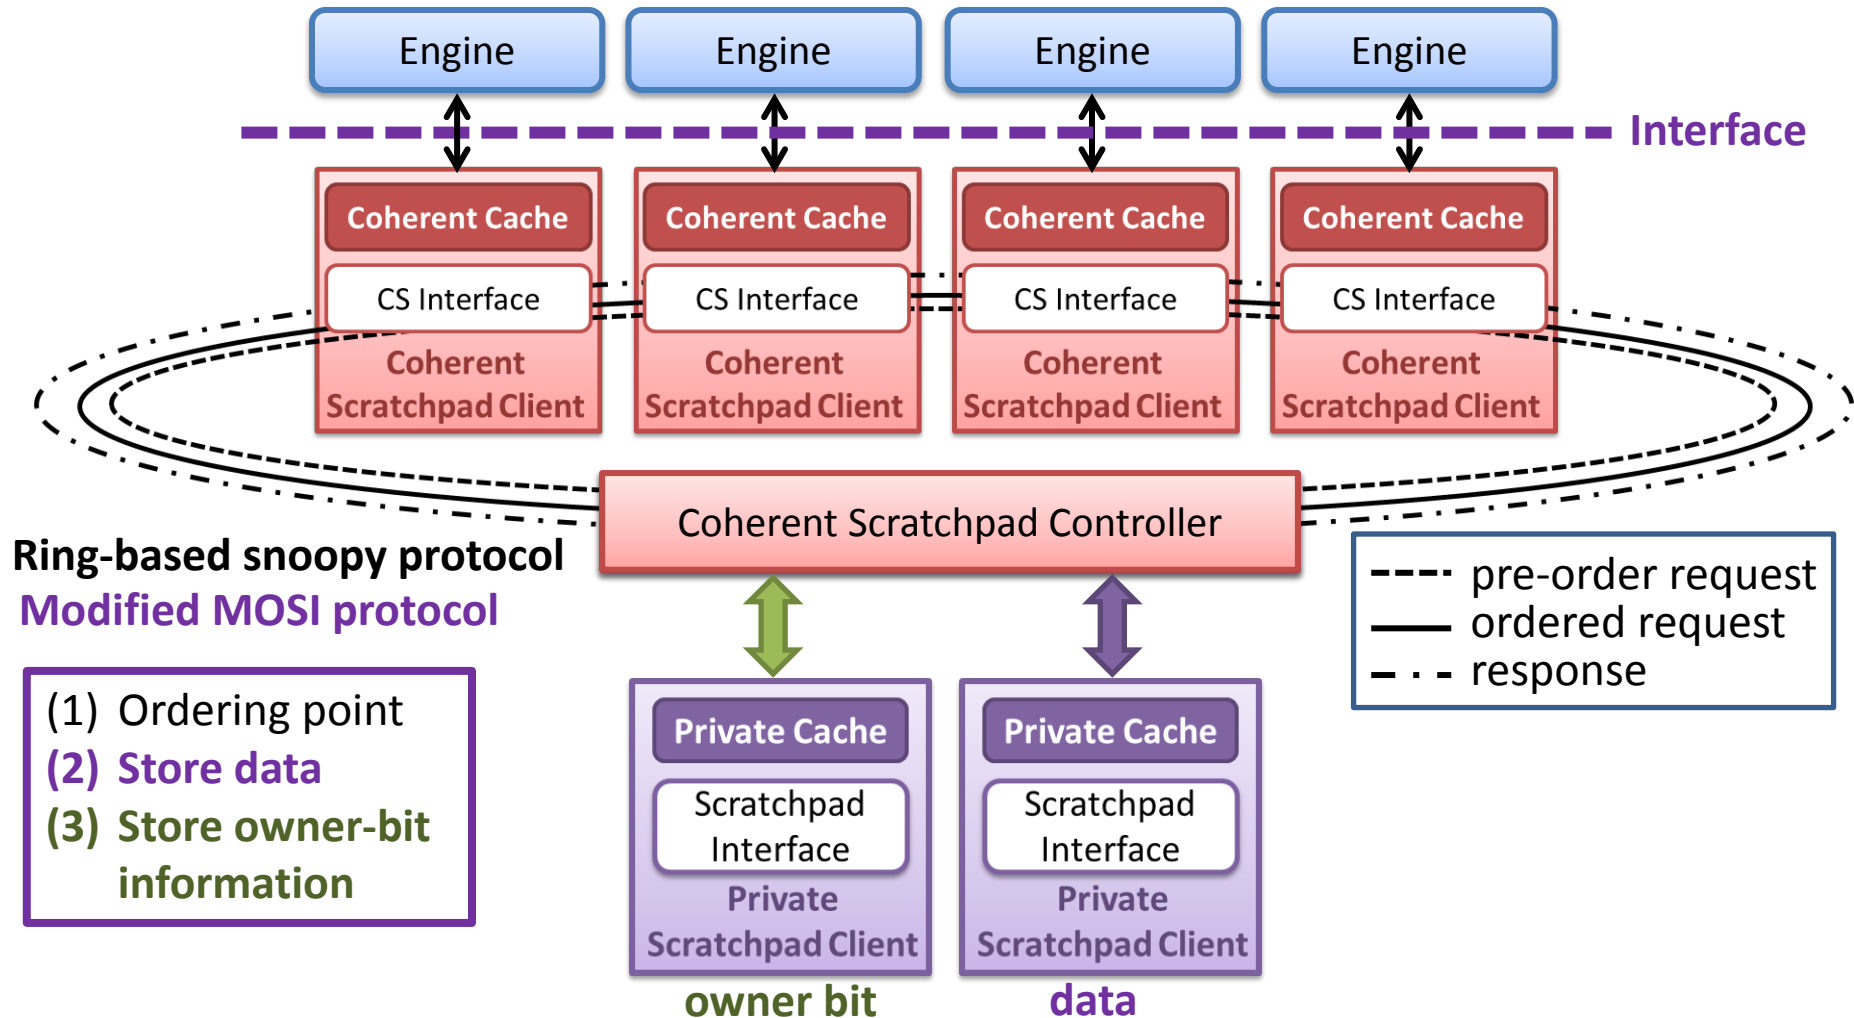 Engine Engine Engine Engine
Interface
Coherent Cache Coherent Cache Coherent Cache Coherent Cache
CS Interface CS Interface CS Interface CS Interface
Coherent Coherent Coherent Coherent
Scratchpad Client Scratchpad Client Scratchpad Client Scratchpad Client
Coherent Scratchpad Controller
Ring-based snoopy protocol
Modified MOSI protocol
pre-order request
ordered request
response
(1) Ordering point
(2) Store data
(3) Store owner-bit
information
Private Cache Private Cache
Scratchpad Scratchpad
Interface Interface
Private Private
Scratchpad Client Scratchpad Client
owner bit data